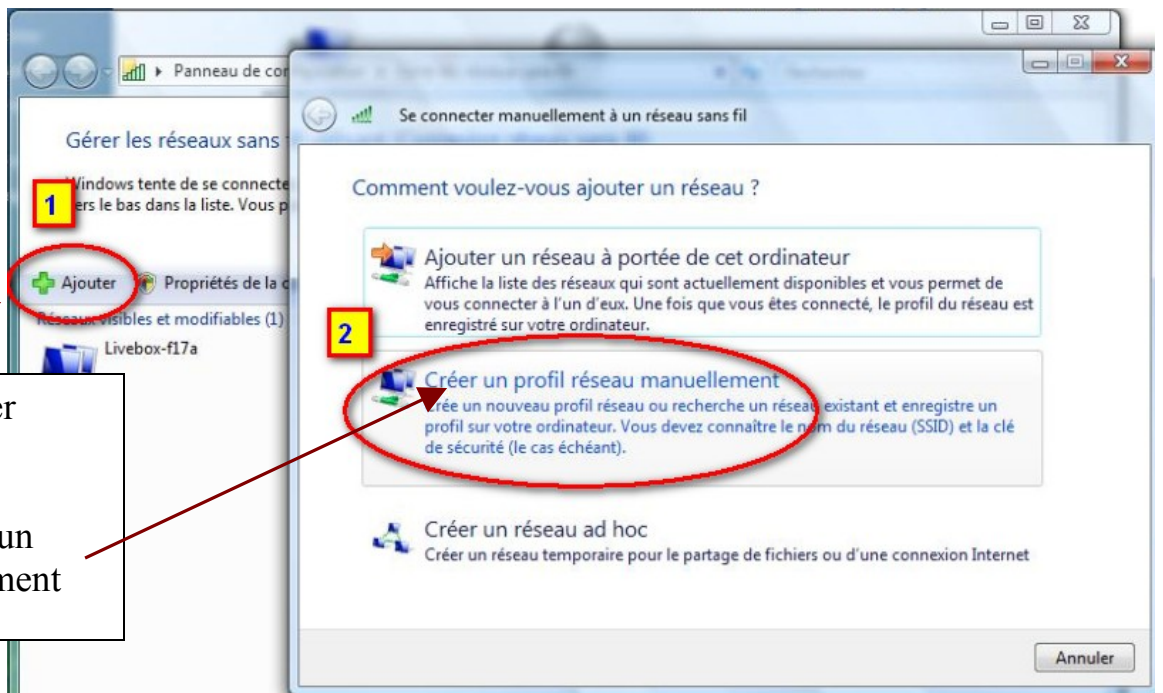 Panneau de con
Gérer les réseaux sans f
Windows tente de se connecte
ers le bas dans la liste. Vous p
1
Ajouter
Propriétés de la c
Réseaux visibles et modifiables (1)
Livebox-f17a
er
un
ment
Se connecter manuellement à un réseau sans fil
Comment voulez-vous ajouter un réseau ?
Ajouter un réseau à portée de cet ordinateur
Affiche la liste des réseaux qui sont actuellement disponibles et vous permet de
vous connecter à l'un d'eux. Une fois que vous êtes connecté, le profil du réseau est
enregistré sur votre ordinateur.
2
Créer un profil réseau manuellement
Crée un nouveau profil réseau ou recherche un réseau existant et enregistre un
profil sur votre ordinateur. Vous devez connaître le nom du réseau (SSID) et la clé
de sécurité (le cas échéant).
Créer un réseau ad hoc
Créer un réseau temporaire pour le partage de fichiers ou d'une connexion Internet
Annuler